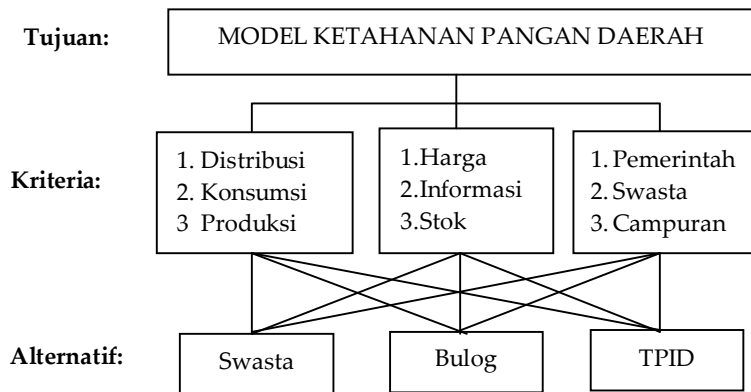 Tujuan:
MODEL KETAHANAN PANGAN DAERAH
Kriteria:
1. Distribusi
2. Konsumsi
3 Produksi
1.Harga
2.Informasi
3.Stok
1. Pemerintah
2. Swasta
3. Campuran
Alternatif:
Swasta
Bulog
TPID